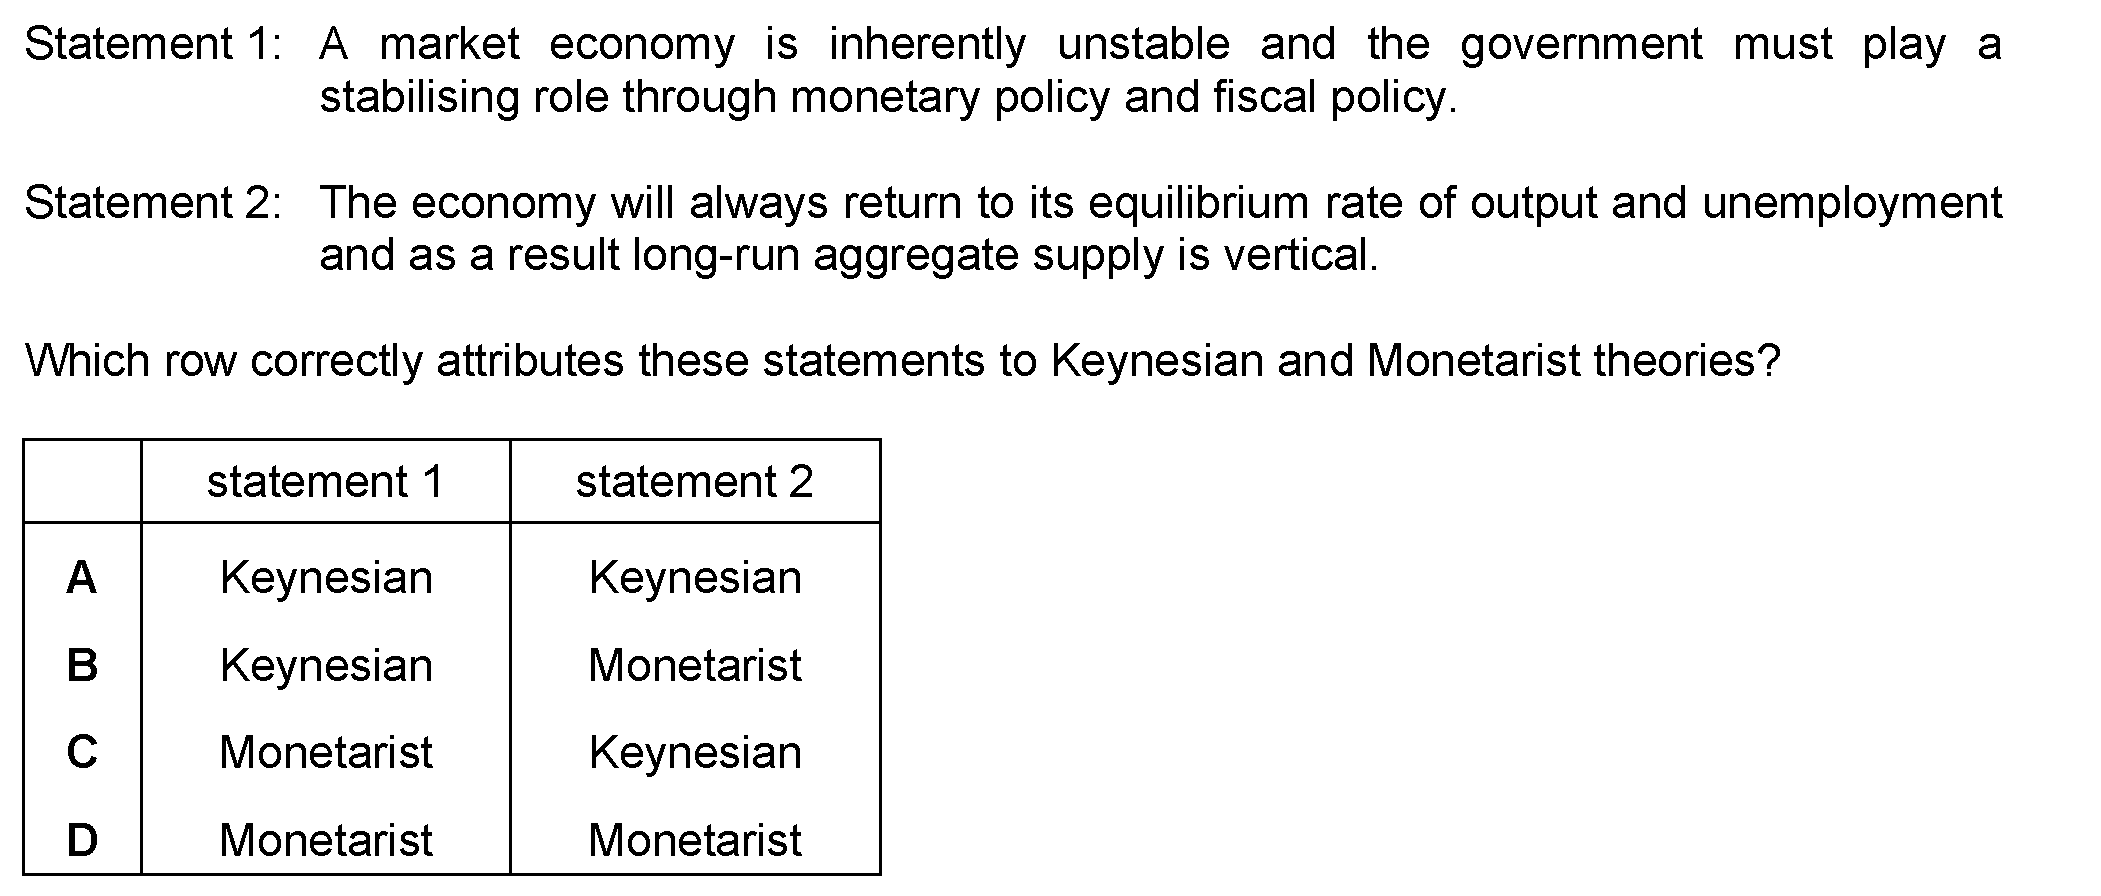 Statement 1: A market economy is inherently unstable and the government must play a
stabilising role through monetary policy and fiscal policy.
Statement 2: The economy will always return to its equilibrium rate of output and unemployment
and as a result long-run aggregate supply is vertical.
Which row correctly attributes these statements to Keynesian and Monetarist theories?
statement 1 statement 2
A Keynesian Keynesian
B Keynesian Monetarist
C Monetarist Keynesian
D Monetarist Monetarist